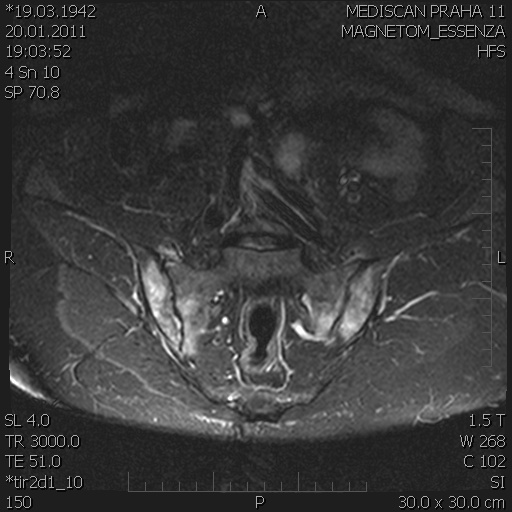 *19.03.1942
20.01.2011
19:03:52
4 Sn 10
SP 70.8
A
MEDISCAN PRAHA 11
MAGNETOM_ESSENZA
HFS
R
L
SL 4.0
TR 3000.0
TE 51.0
*tir2d1_10
150
P
1.5 T
W 268
C 102
SI
30.0 x 30.0 cm